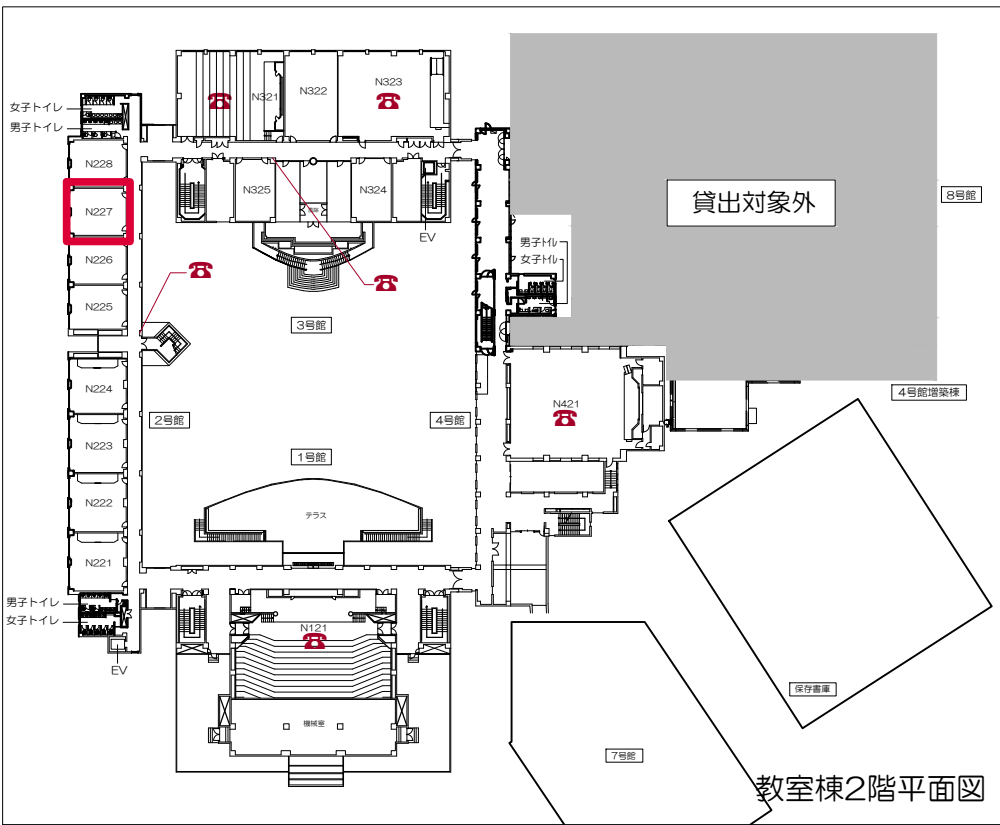 N321
N322
N323
女子トイレ
男子トイレ
N228
N325
N324
貸出対象外
8号館
N227
EV
男子トイレ
女子トイレ
N226
N225
3号館
N224
4号館増築棟
N421
2号館
4号館
N223
1号館
N222
テラス
N221
男子トイレ
女子トイレ
N121
EV
保存書庫
機械室
7号館
教室棟2階平面図